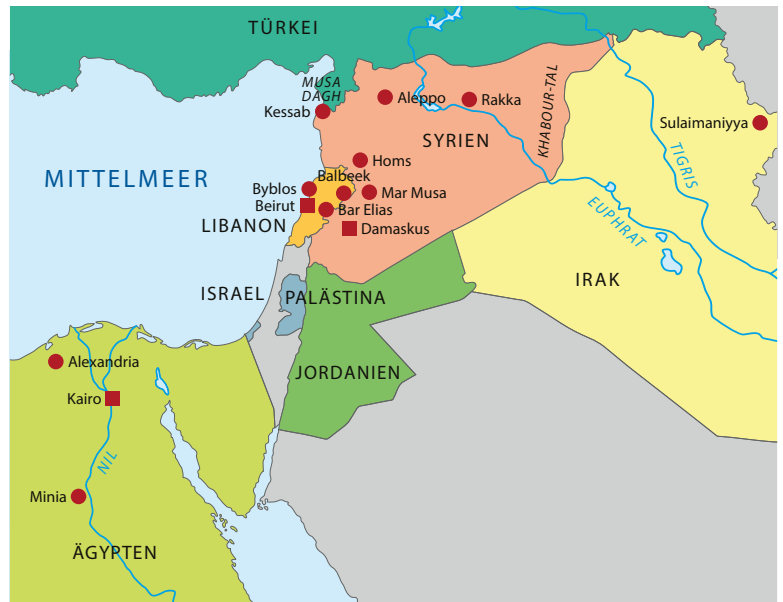 TÜRKEI
MUSA
DAGH
Kessab
Aleppo
Rakka
KHABOUR-TAL
Sulaimaniyya
SYRIEN
TIGRIS
MITTELMEER
Homs
Balbeek
Byblos
Mar Musa
Beirut
Bar Elias
LIBANON
Damaskus
EUPHRAT
IRAK
ISRAEL
PALÄSTINA
Alexandria
JORDANIEN
Kairo
NIL
Minia
ÄGYPTEN